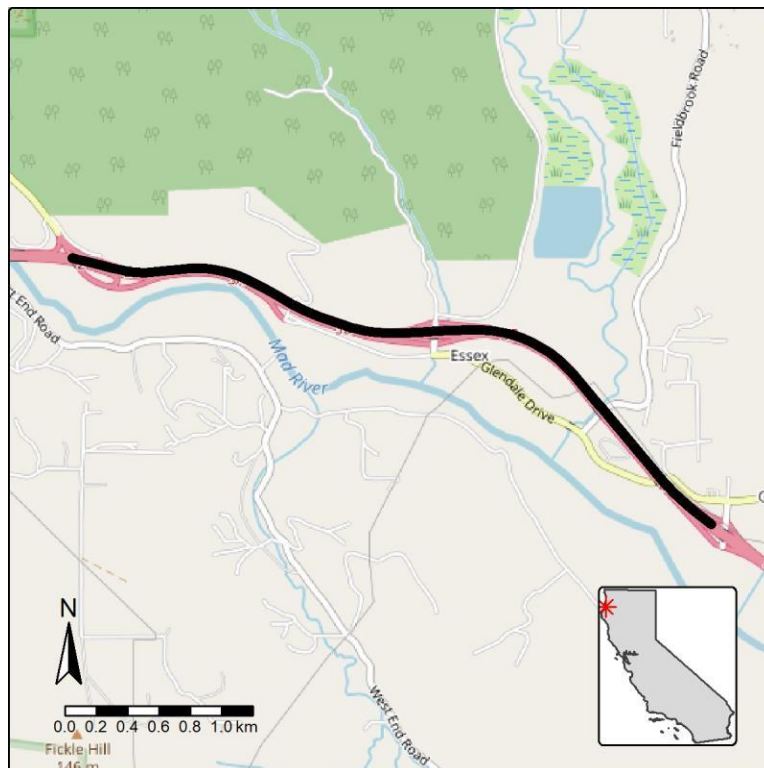 Fieldbrook Road
End Road
Essex
Mad River
Glendale Drive
N
0.0 0.2 0.4 0.6 0.8 1.0 km
West End Road
Fickle Hill
146 m